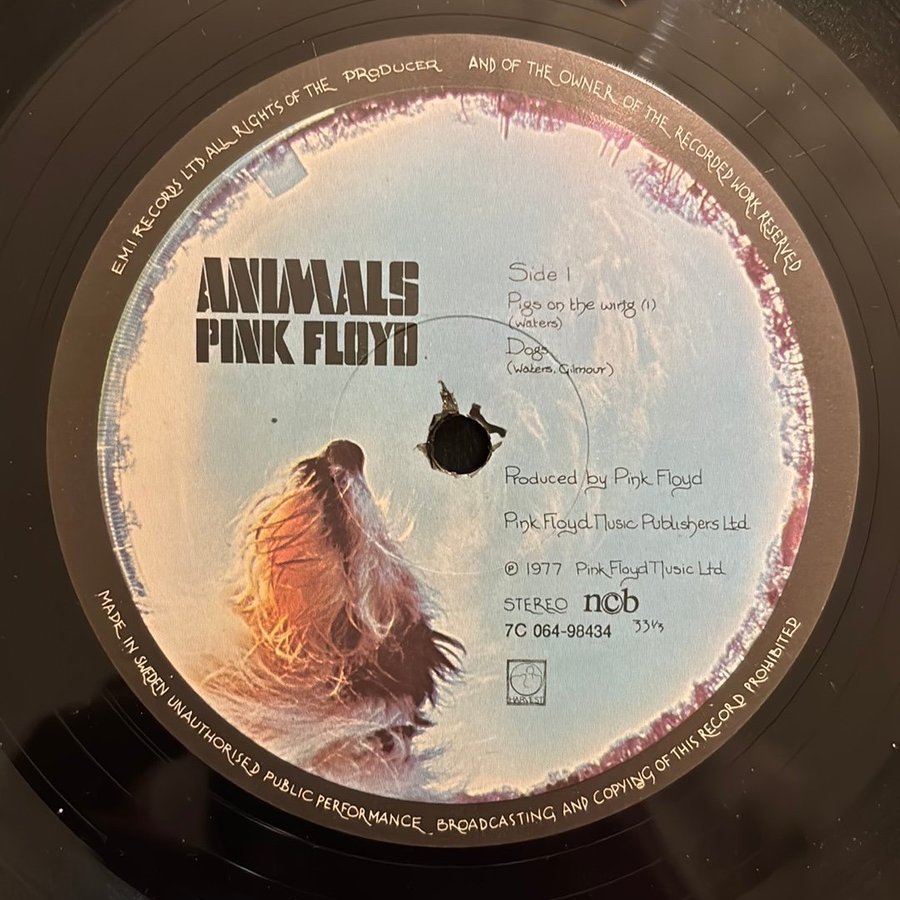 E.M.I. RECORDS LTD. ALL RIGHTS OF THE PRODUCER AND OF THE OWNER OF THE RECORDED WORK RESERVED
ANIMALS
PINK FLOYD
Side 1
Pigs on the wing (1)
(Waters)
Dogs
(Waters, Gilmour)
Produced by Pink Floyd
Pink Floyd Music Publishers Ltd.
℗ 1977 Pink Floyd Music Ltd.
STEREO ncb
7C 064-98434 33⅓
HARVEST
MADE IN SWEDEN UNAUTHORISED PUBLIC PERFORMANCE BROADCASTING AND COPYING OF THIS RECORD PROHIBITED